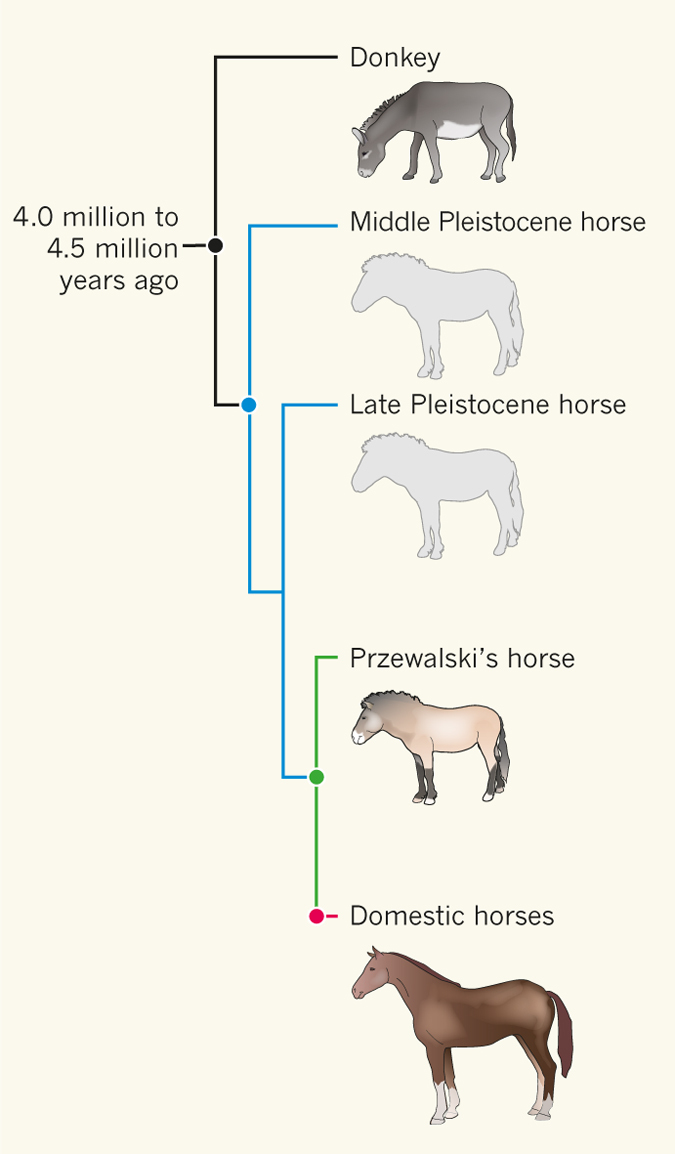 Donkey
4.0 million to
4.5 million
years ago
Middle Pleistocene horse
Late Pleistocene horse
Przewalski’s horse
Domestic horses